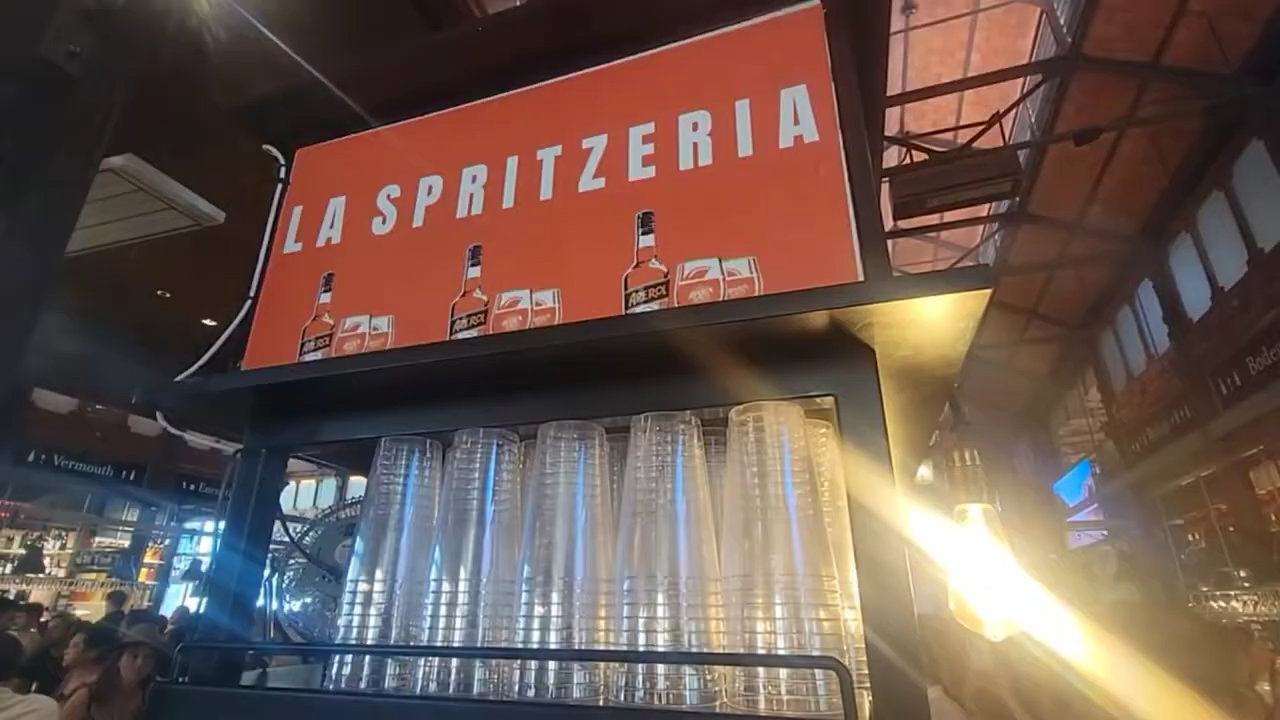 LA SPRITZERIA
APEROL
APEROL
APEROL
Vermouth
Bode